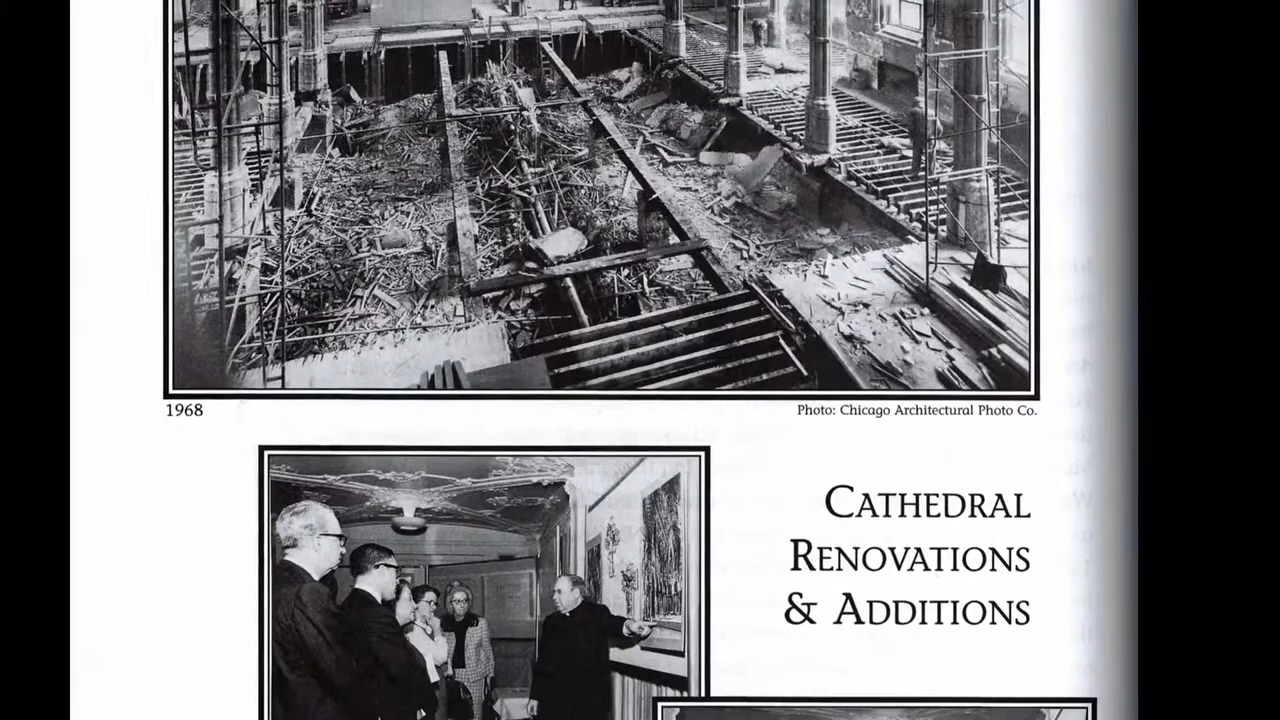 1968
Photo: Chicago Architectural Photo Co.
CATHEDRAL
RENOVATIONS
& ADDITIONS